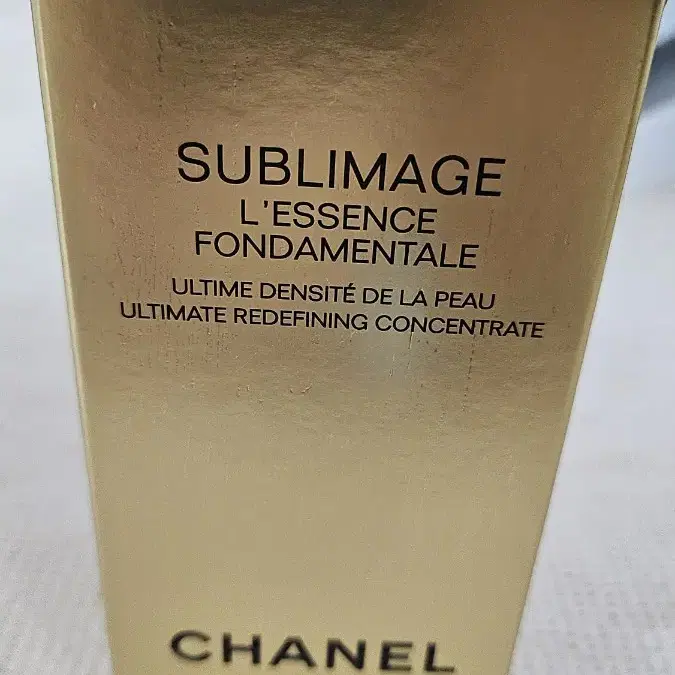 SUBLIMAGE
L'ESSENCE
FONDAMENTALE
ULTIME DENSITÉ DE LA PEAU
ULTIMATE REDEFINING CONCENTRATE
CHANEL